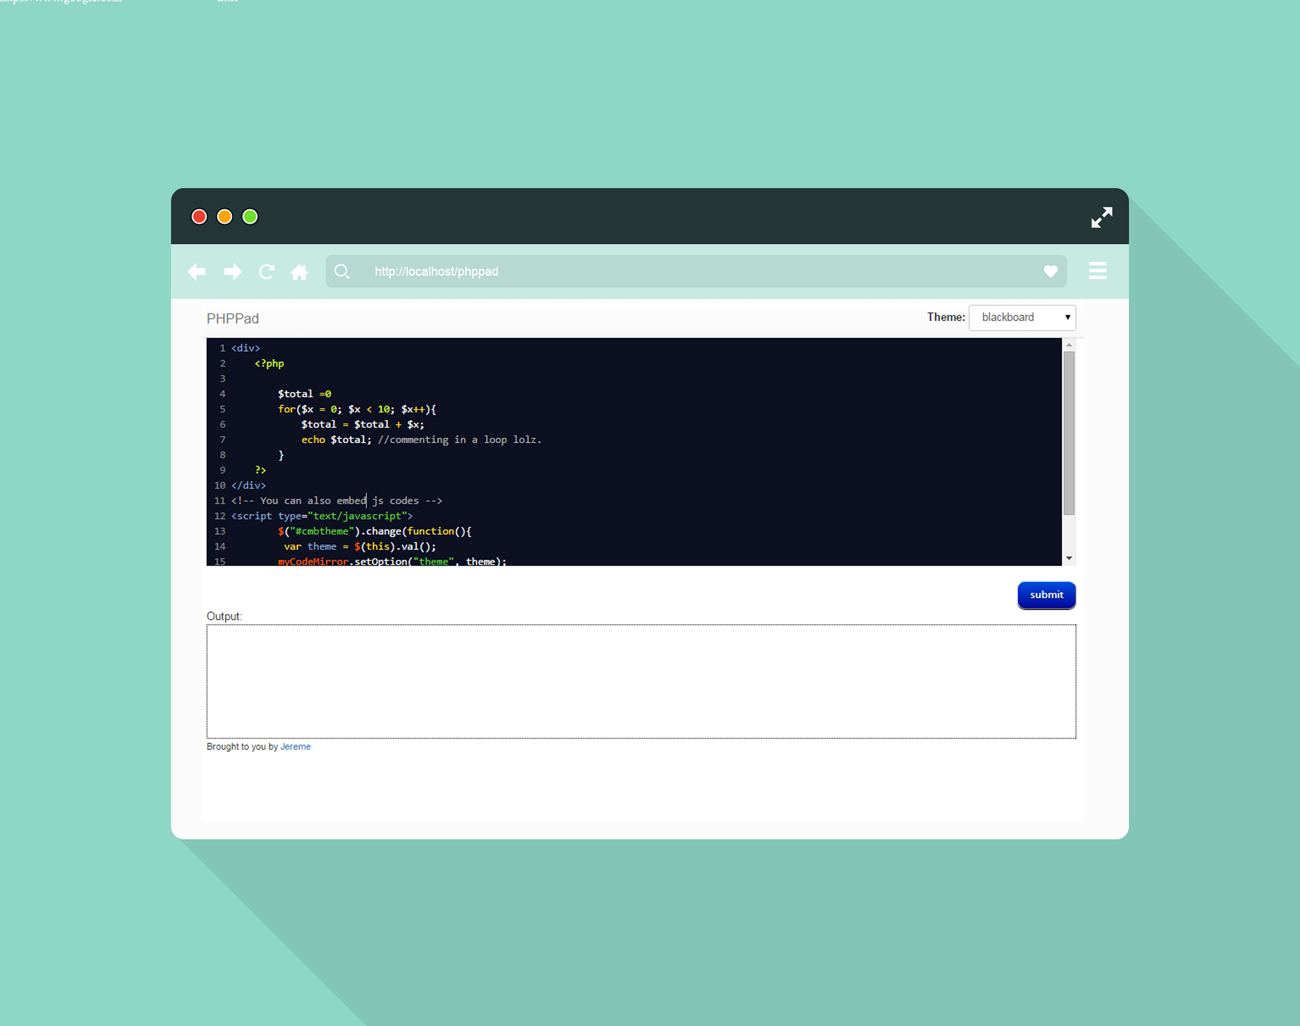 http://localhost/phppad
PHPPad
Theme: blackboard
1 <div>
2 <?php
3
4 $total =0
5 for($x = 0; $x < 10; $x++){
6 $total = $total + $x;
7 echo $total; //commenting in a loop lolz.
8 }
9 ?>
10 </div>
11 <!-- You can also embed js codes -->
12 <script type="text/javascript">
13 $("#cmbtheme").change(function(){
14 var theme = $(this).val();
15 myCodeMirror.setOption("theme", theme);
submit
Output:
Brought to you by Jereme